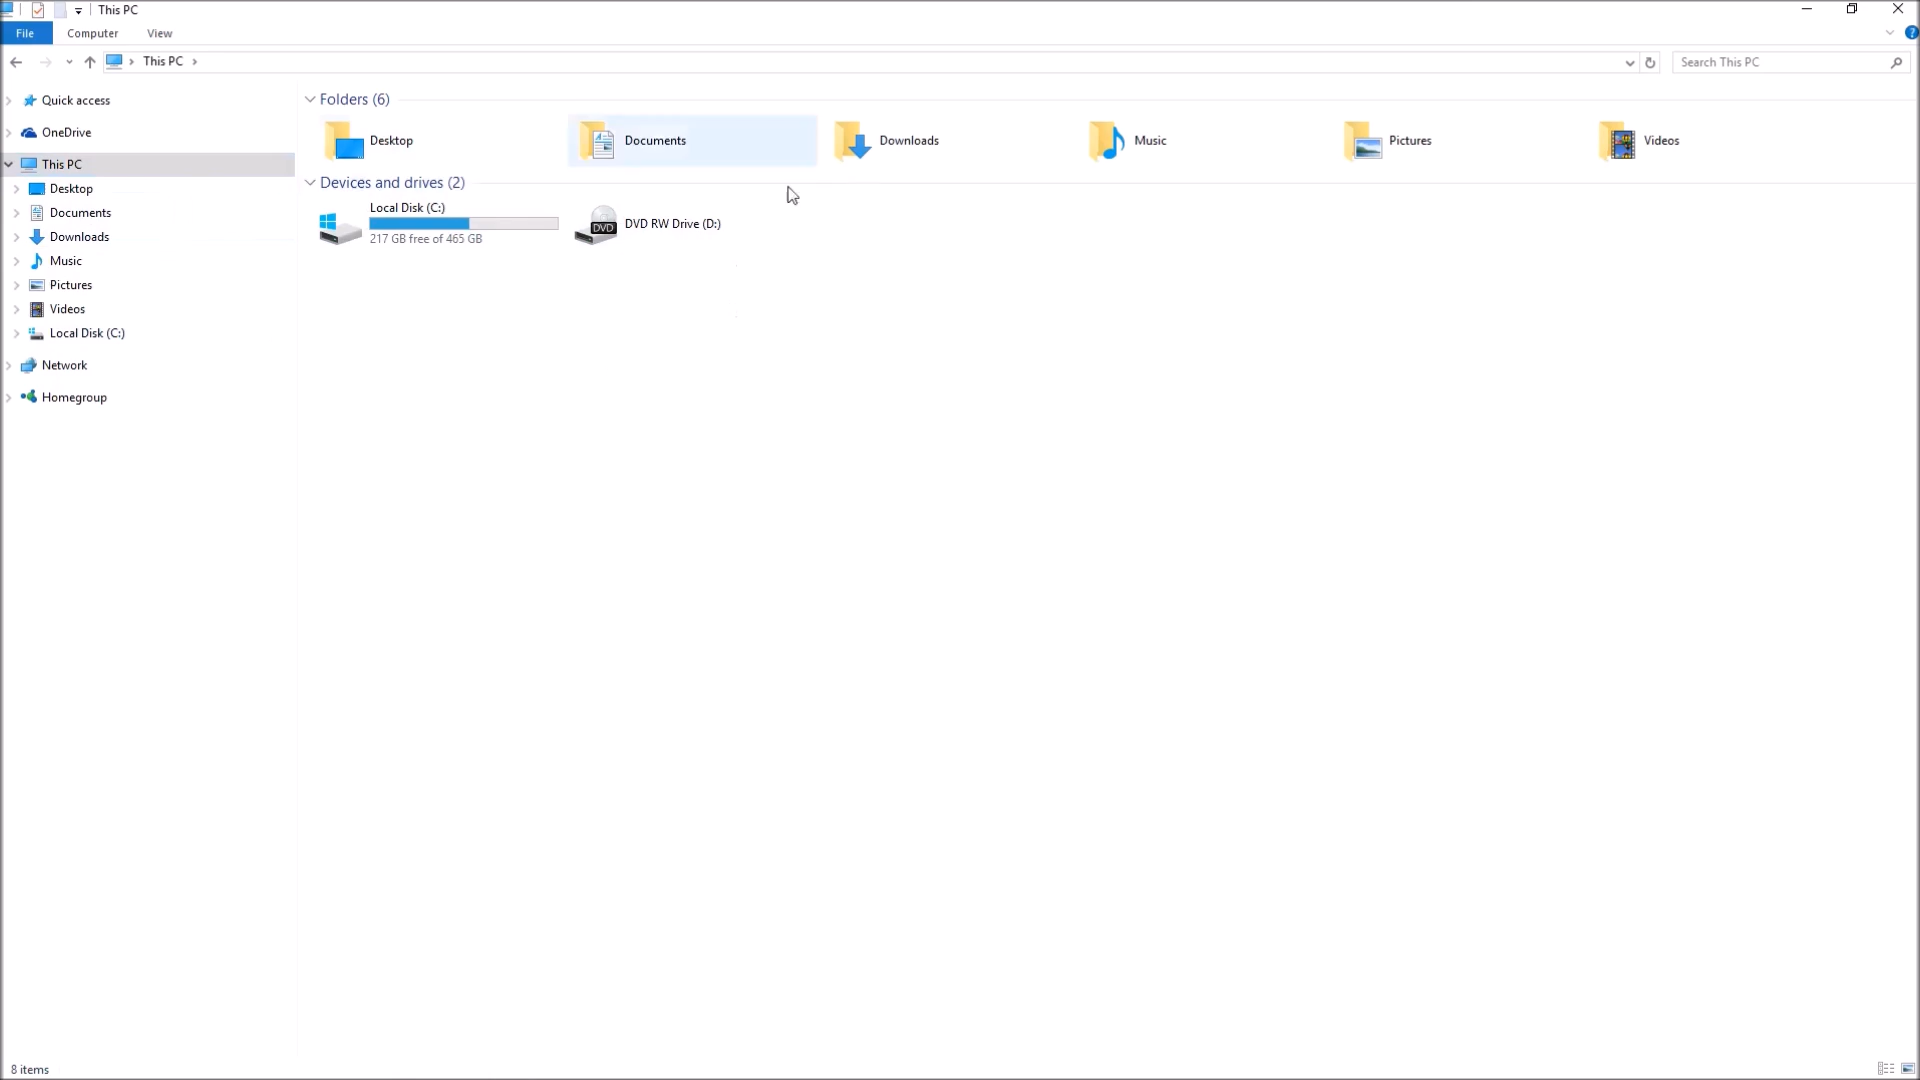 This PC
File Computer View
This PC
Search This PC
Quick access
OneDrive
This PC
Desktop
Documents
Downloads
Music
Pictures
Videos
Local Disk (C:)
Network
Homegroup
Folders (6)
Desktop Documents Downloads Music Pictures Videos
Devices and drives (2)
Local Disk (C:)
217 GB free of 465 GB
DVD
DVD RW Drive (D:)
8 items